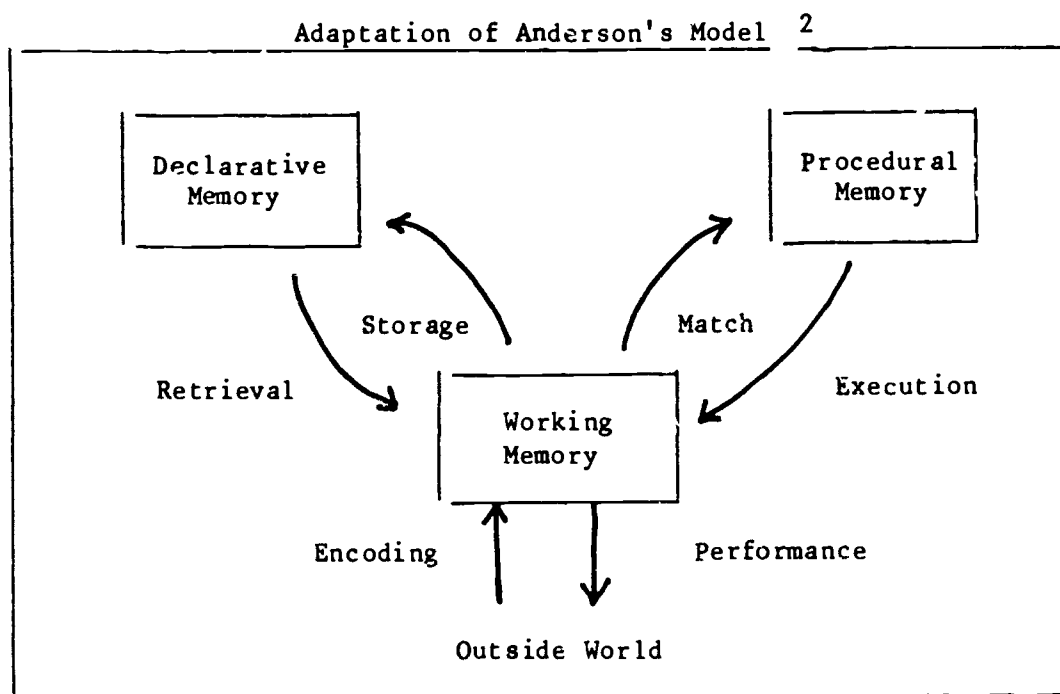 Adaptation of Anderson's Model 2
Declarative
Memory
Procedural
Memory
Storage
Match
Retrieval
Execution
Working
Memory
Encoding
Performance
Outside World